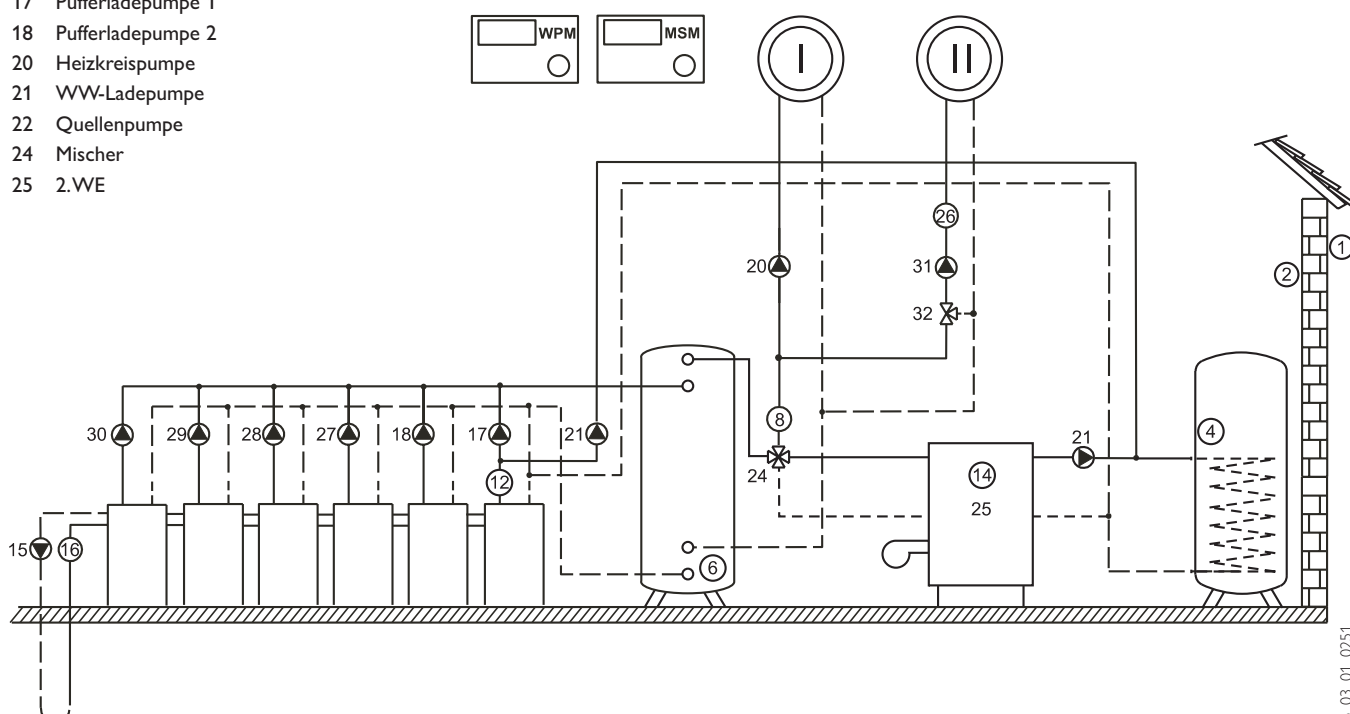 17 Pufferladepumpe 1
18 Pufferladepumpe 2
20 Heizkreispumpe
21 WW-Ladepumpe
22 Quellenpumpe
24 Mischer
25 2.WE
WPM
MSM
I
II
26
1
20
31
2
32
8
30
29
28
27
18
17
21
21
4
24
12
14
25
15
16
6
03_01_0251